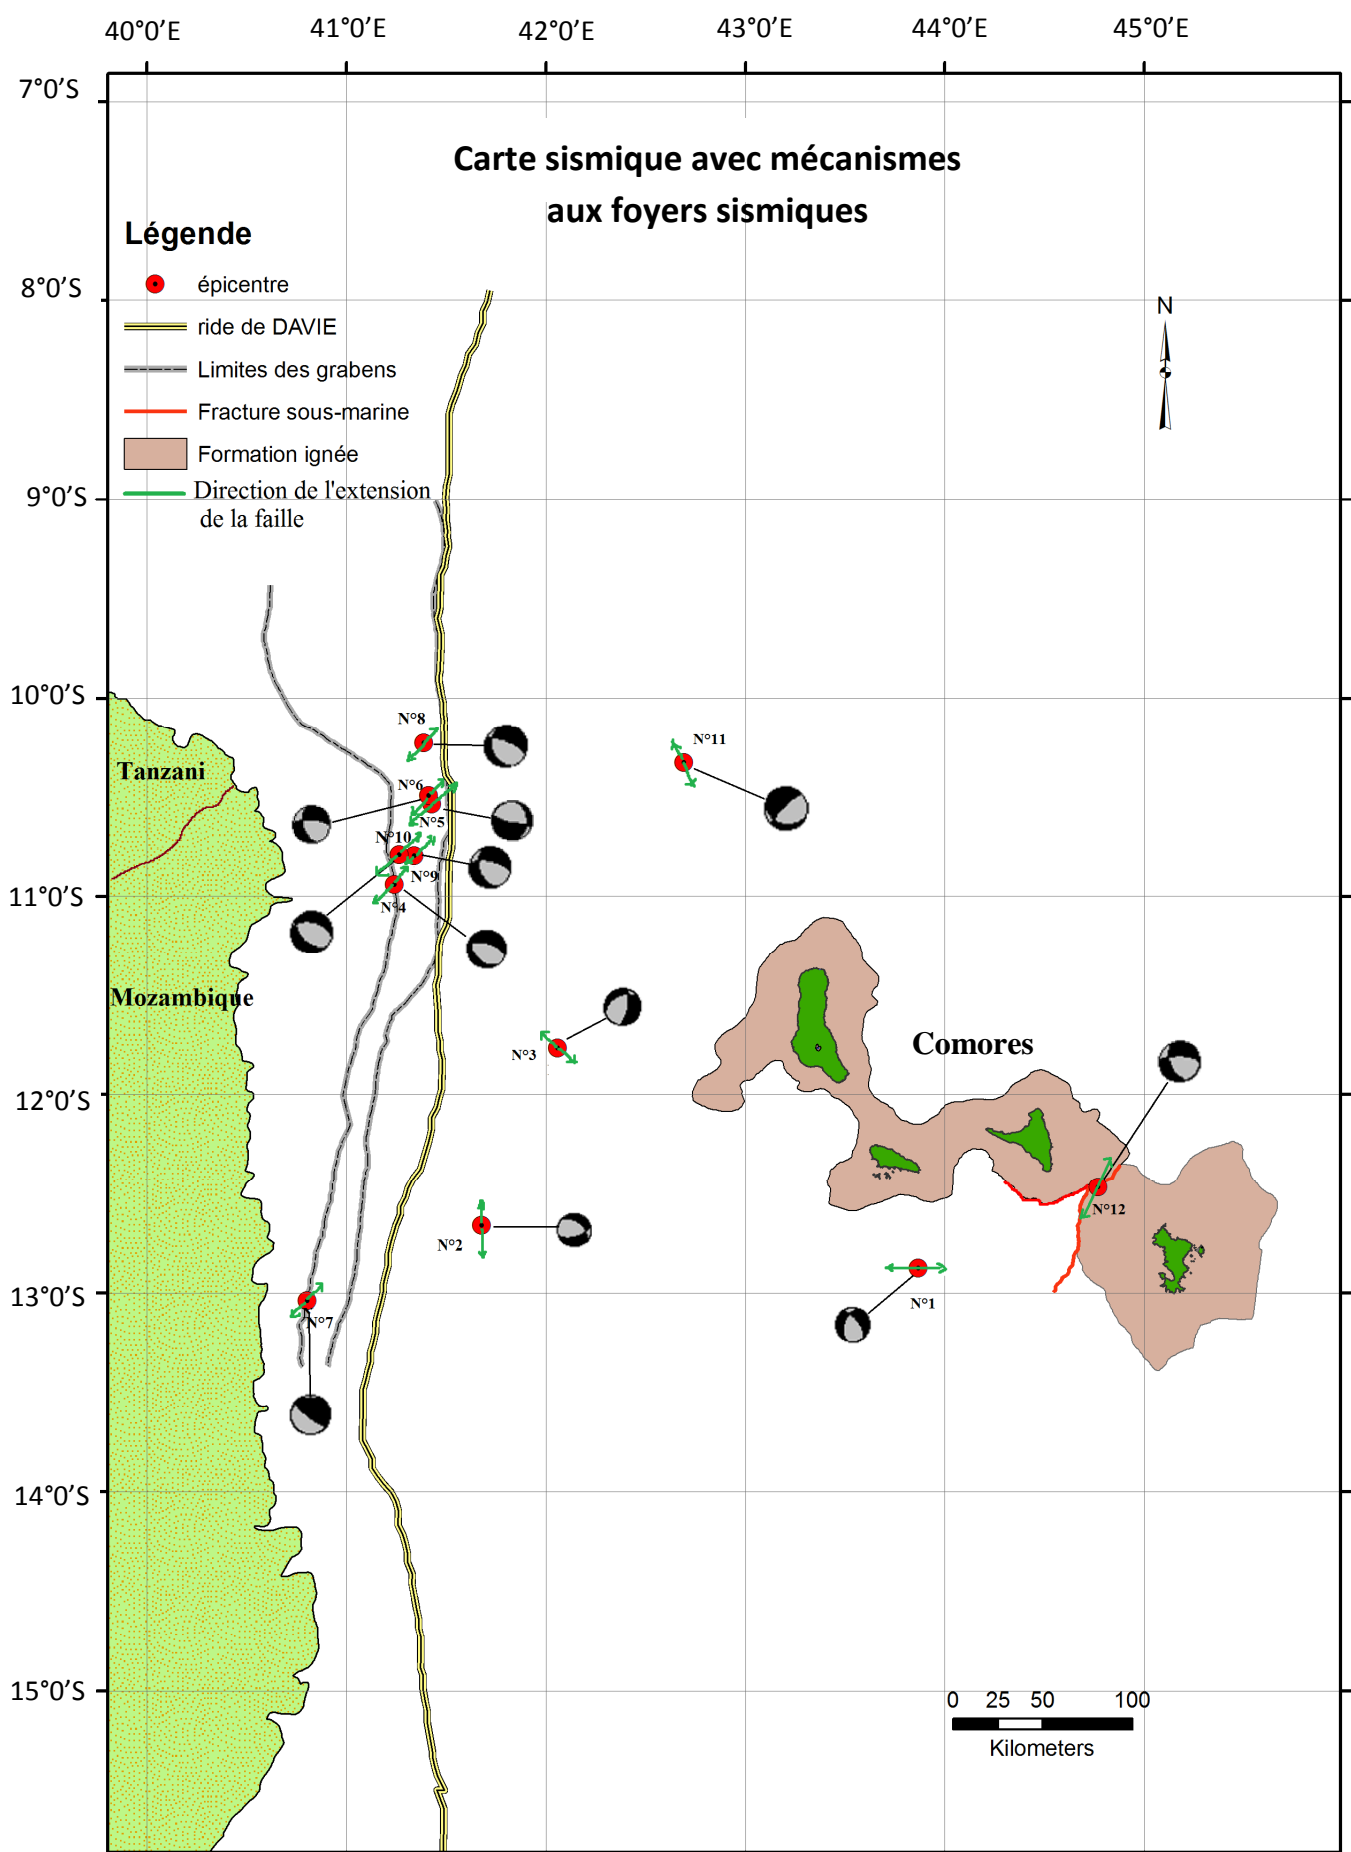 40°0'E 41°0'E 42°0'E 43°0'E 44°0'E 45°0'E
7°0'S
Carte sismique avec mécanismes
aux foyers sismiques
Légende
épicentre
8°0'S
N
ride de DAVIE
Limites des grabens
Fracture sous-marine
Formation ignée
9°0'S
Direction de l'extension
de la faille
10°0'S
N°8
N°11
Tanzani
N°6
N°5
N°10
N°9
11°0'S
N°4
Mozambique
Comores
N°3
12°0'S
N°12
N°2
13°0'S
N°1
N°7
14°0'S
15°0'S
0 25 50 100
Kilometers